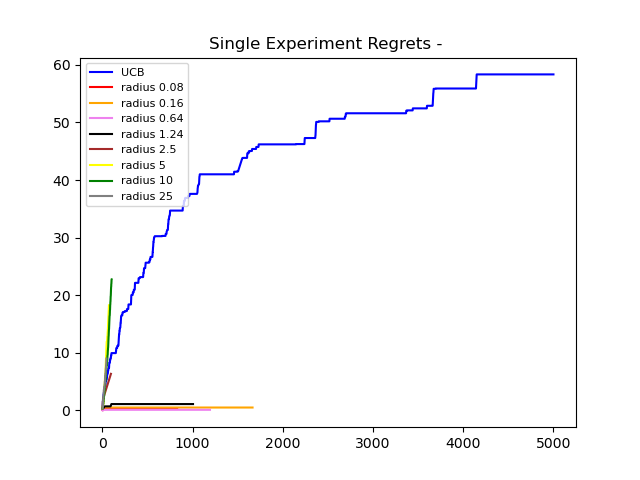 Single Experiment Regrets -
60
50
40
30
20
10
0
UCB
radius 0.08
radius 0.16
radius 0.64
radius 1.24
radius 2.5
radius 5
radius 10
radius 25
0 1000 2000 3000 4000 5000